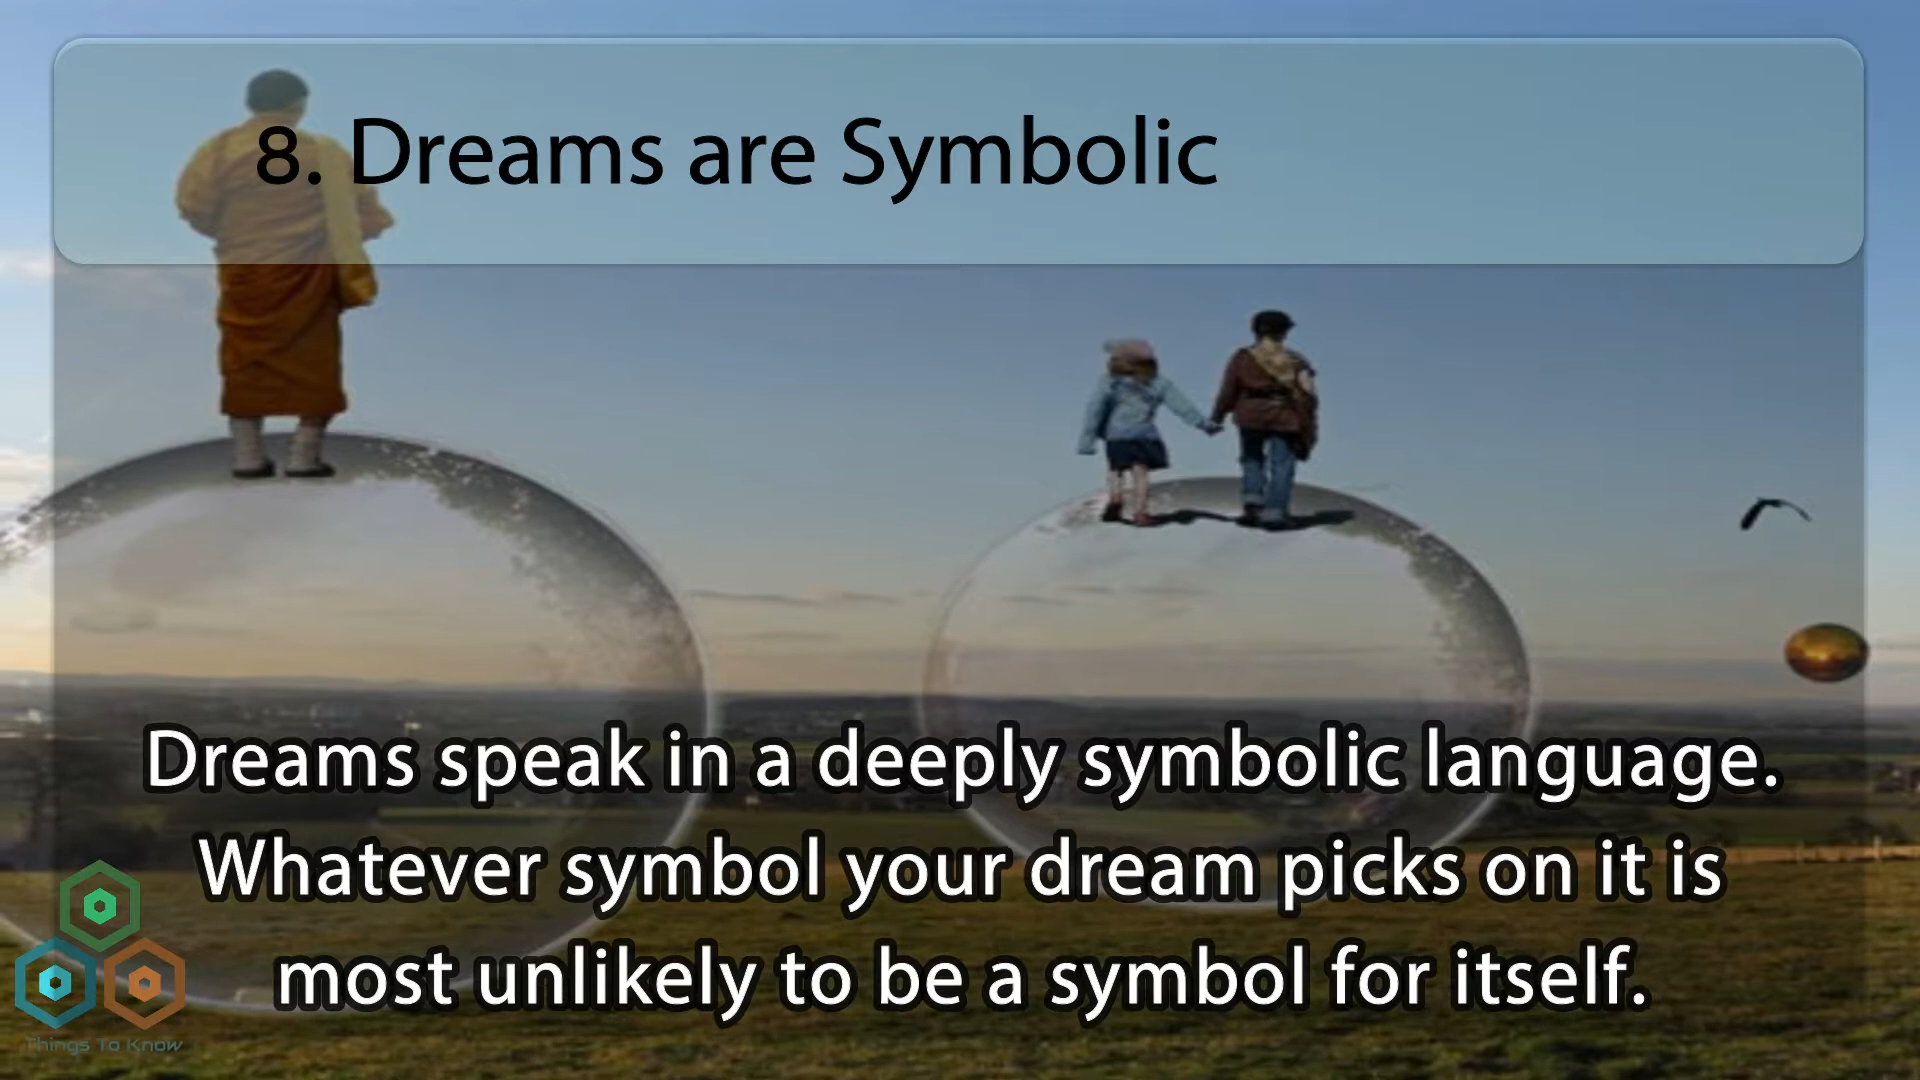 8. Dreams are Symbolic
Dreams speak in a deeply symbolic language.
Whatever symbol your dream picks on it is
most unlikely to be a symbol for itself.
Things To Know